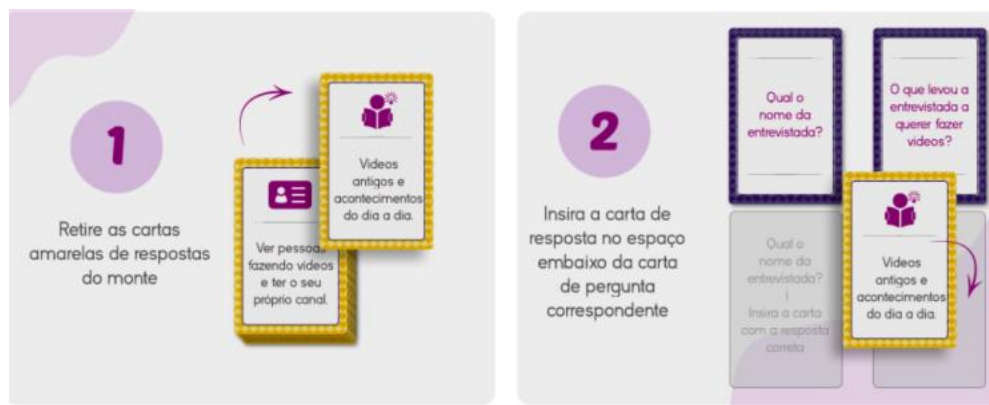 1
Retire as cartas
amarelas de respostas
do monte
Videos
antigos e
acontecimentos
do dia a dia.
Ver pessoas
fazendo vídeos
e ter o seu
próprio canal.
2
Insira a carta de
resposta no espaço
embaixo da carta
de pergunta
correspondente
Qual o
nome da
entrevistada?
O que levou a
entrevistada a
querer fazer
videos?
Qual o
nome da
entrevistada?
Insira a carta
com a resposta
correta
Videos
antigos e
acontecimentos
do dia a dia.